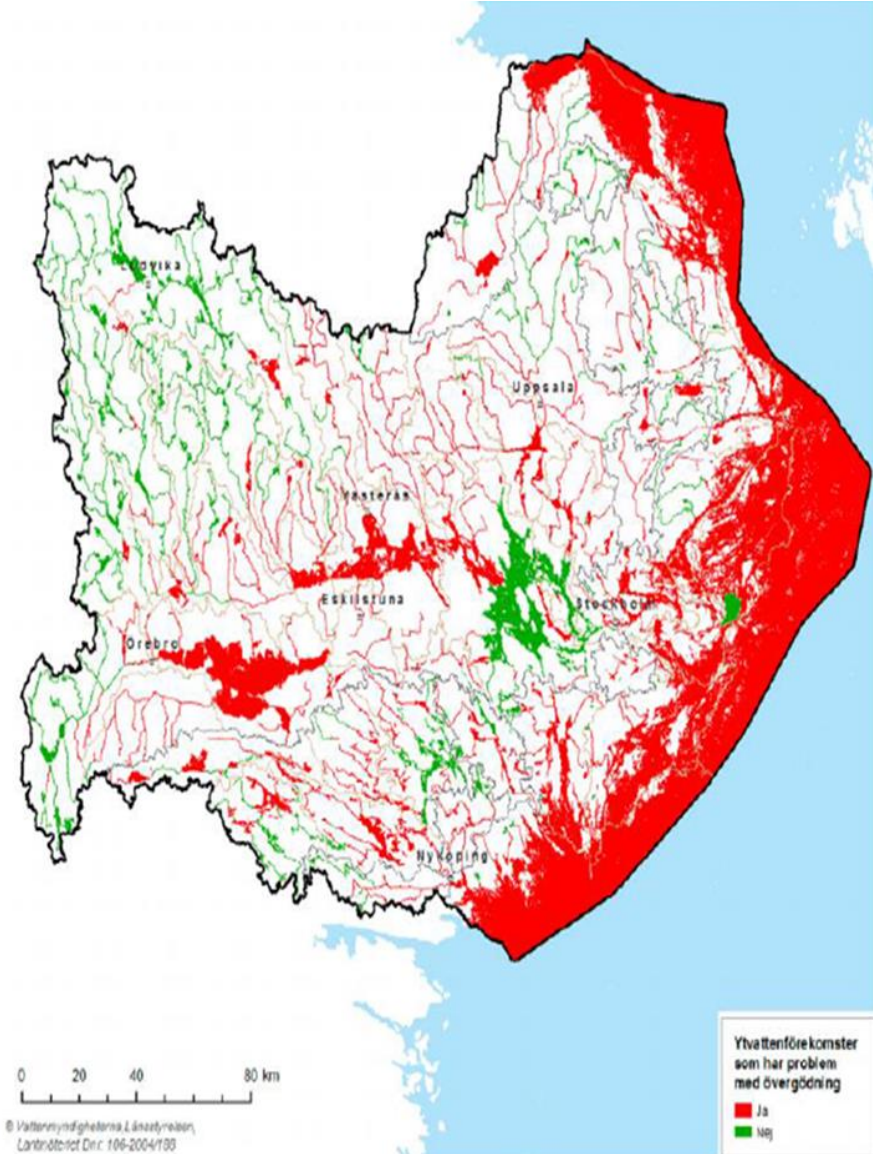 Ludvika
Uppsala
Västerås
Eskilstuna
Stockholm
Örebro
Nyköping
0 20 40 80 km
© Vattenmyndigheterna, Länsstyrelsen,
Lantmäteriet Dnr: 106-2004/188
Ytvattenförekomster
som har problem
med övergödning
Ja
Nej